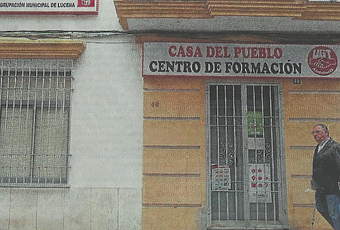 AGRUPACIÓN MUNICIPAL DE LUCENA
CASA DEL PUEBLO
CENTRO DE FORMACIÓN
UGT